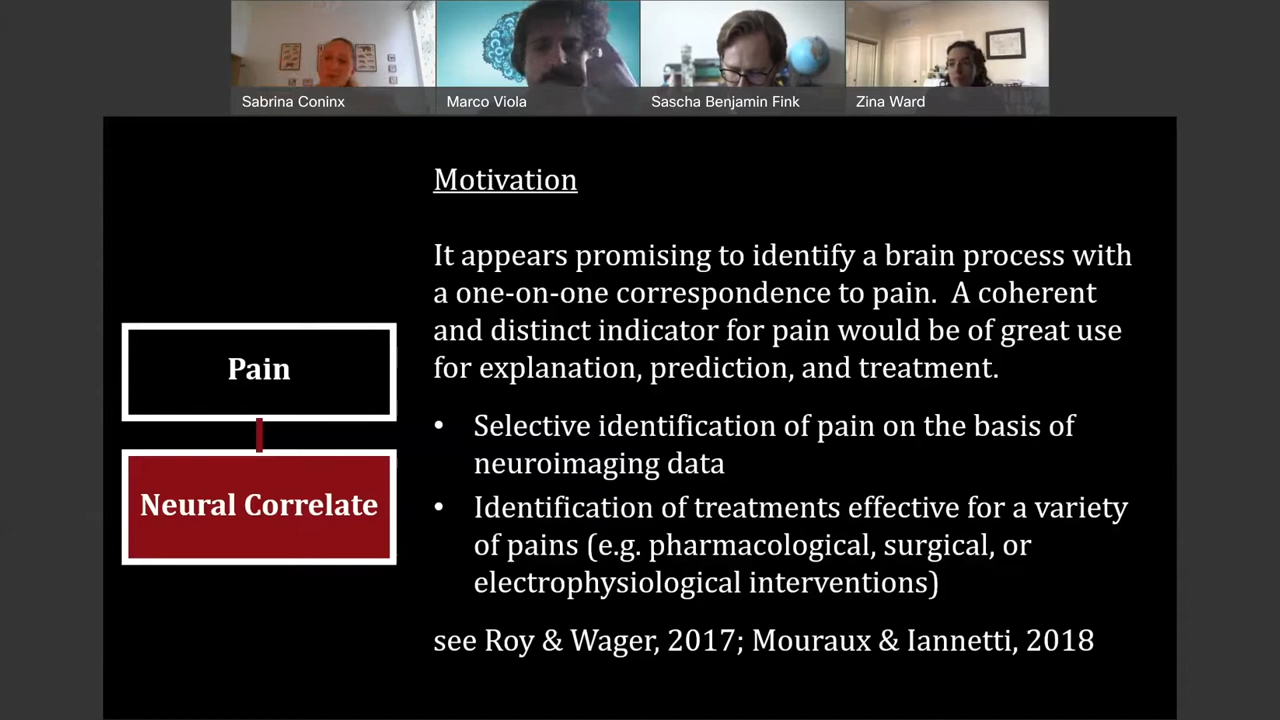 Sabrina Coninx
Marco Viola
Sascha Benjamin Fink
Zina Ward
Motivation
It appears promising to identify a brain process with
a one-on-one correspondence to pain. A coherent
and distinct indicator for pain would be of great use
for explanation, prediction, and treatment.
• Selective identification of pain on the basis of
neuroimaging data
• Identification of treatments effective for a variety
of pains (e.g. pharmacological, surgical, or
electrophysiological interventions)
see Roy & Wager, 2017; Mouraux & Iannetti, 2018
Pain
Neural Correlate